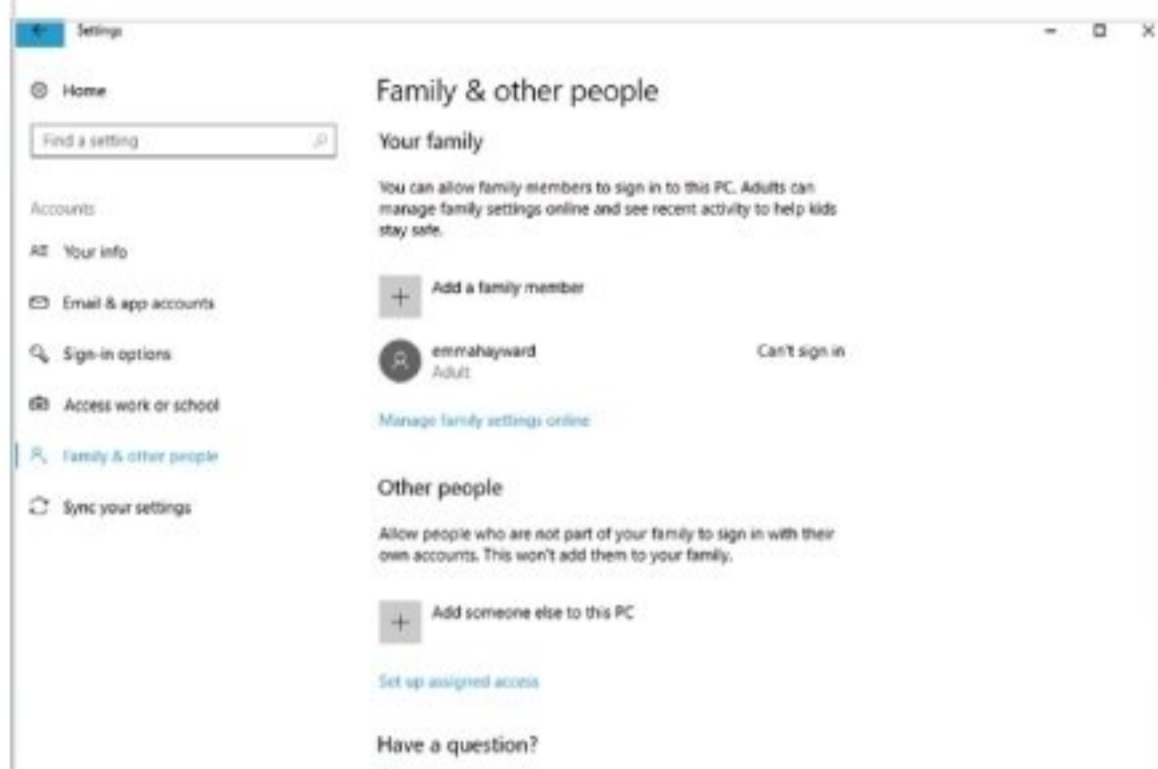 Settings
Home
Find a setting
Accounts
Your info
Email & app accounts
Sign-in options
Access work or school
Family & other people
Sync your settings
Family & other people
Your family
You can allow family members to sign in to this PC. Adults can
manage family settings online and see recent activity to help kids
stay safe.
Add a family member
emmahayward
Can't sign in
Adult
Manage family settings online
Other people
Allow people who are not part of your family to sign in with their
own accounts. This won't add them to your family.
Add someone else to this PC
Set up assigned access
Have a question?